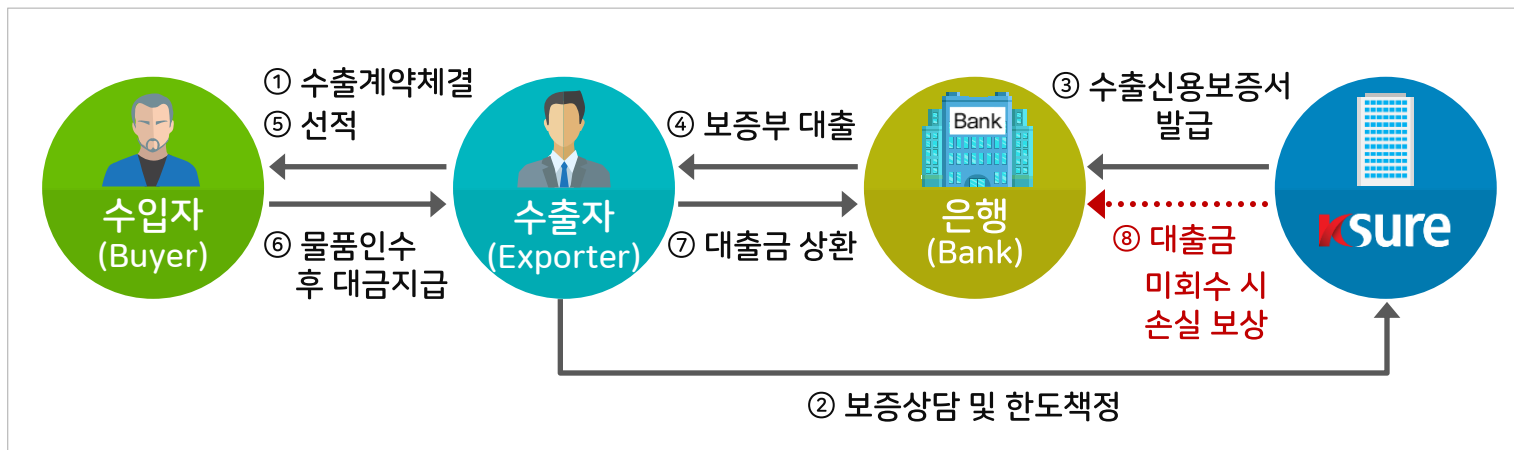 ① 수출계약체결
⑤ 선적
수입자
(Buyer)
⑥ 물품인수
후 대금지급
수출자
(Exporter)
④ 보증부 대출
⑦ 대출금 상환
Bank
은행
(Bank)
③ 수출신용보증서
발급
⑧ 대출금
미회수 시
손실 보상
Ksure
② 보증상담 및 한도책정